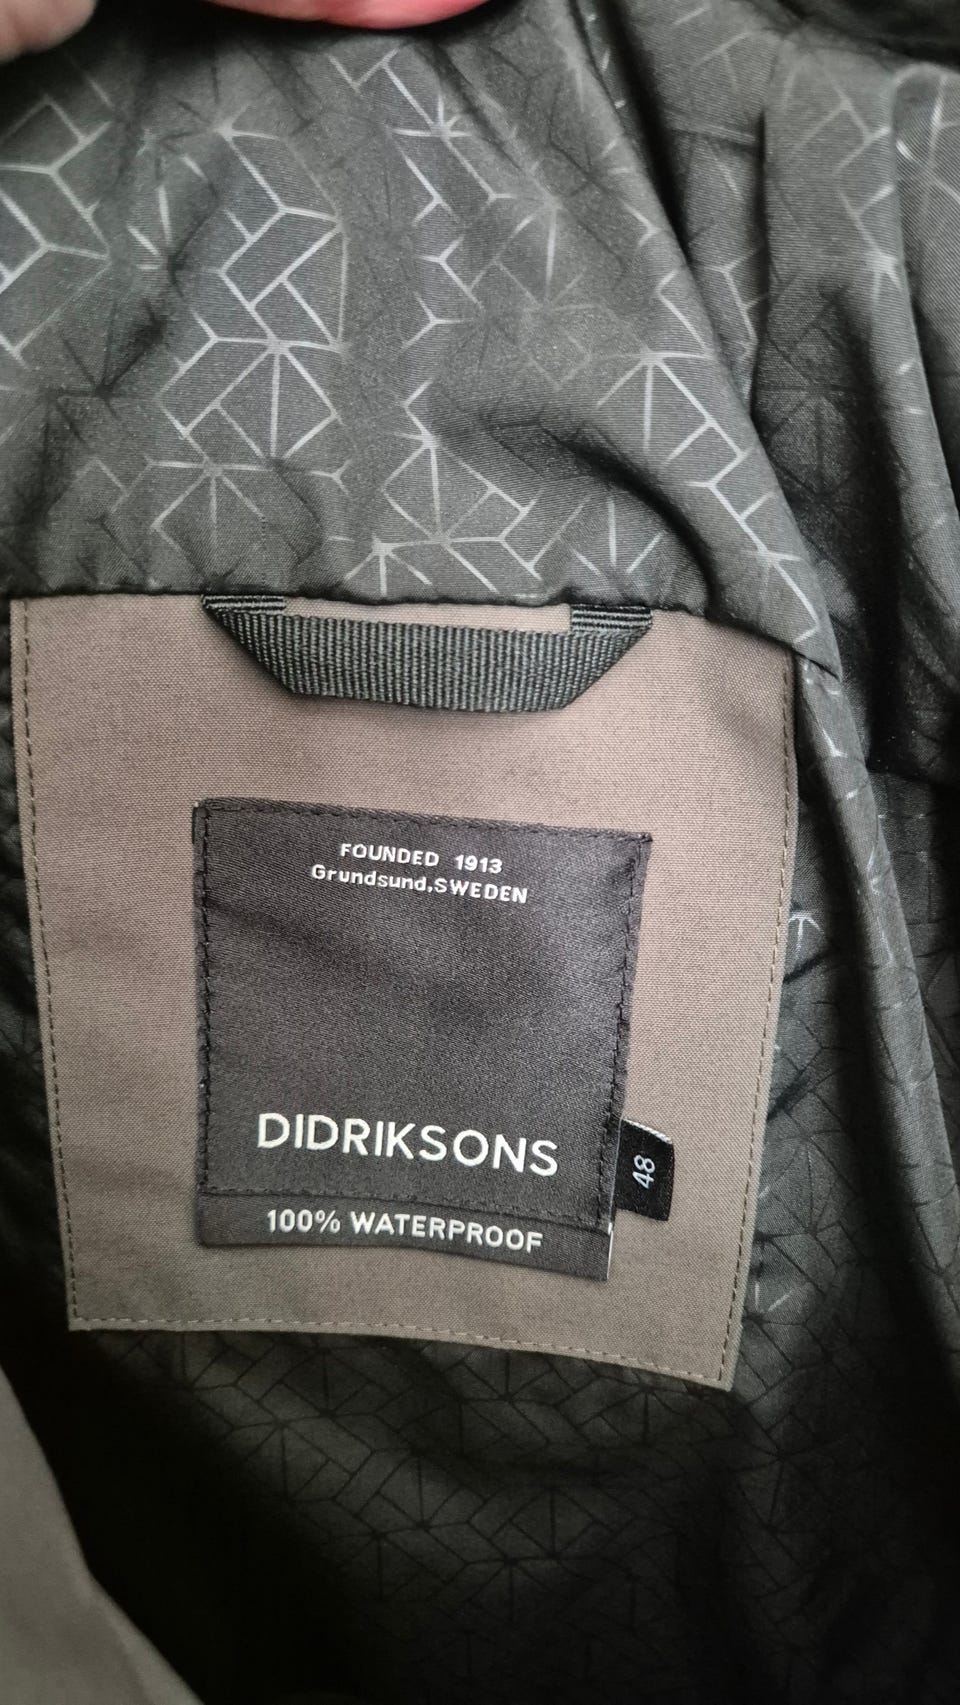 FOUNDED 1913
Grundsund,SWEDEN
DIDRIKSONS
48
100% WATERPROOF